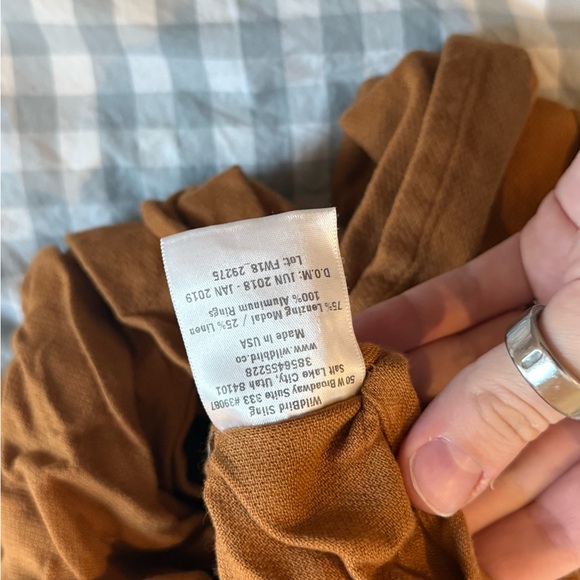 WildBird Sling
50 W Broadway Suite 333 #39087
Salt Lake City, Utah 84101
3856455228
www.wildbird.co
Made In USA
75% Lenzing Modal / 25% Linen
100% Aluminum Rings
D.O.M: JUN 2018 - JAN 2019
Lot: FW18_29275